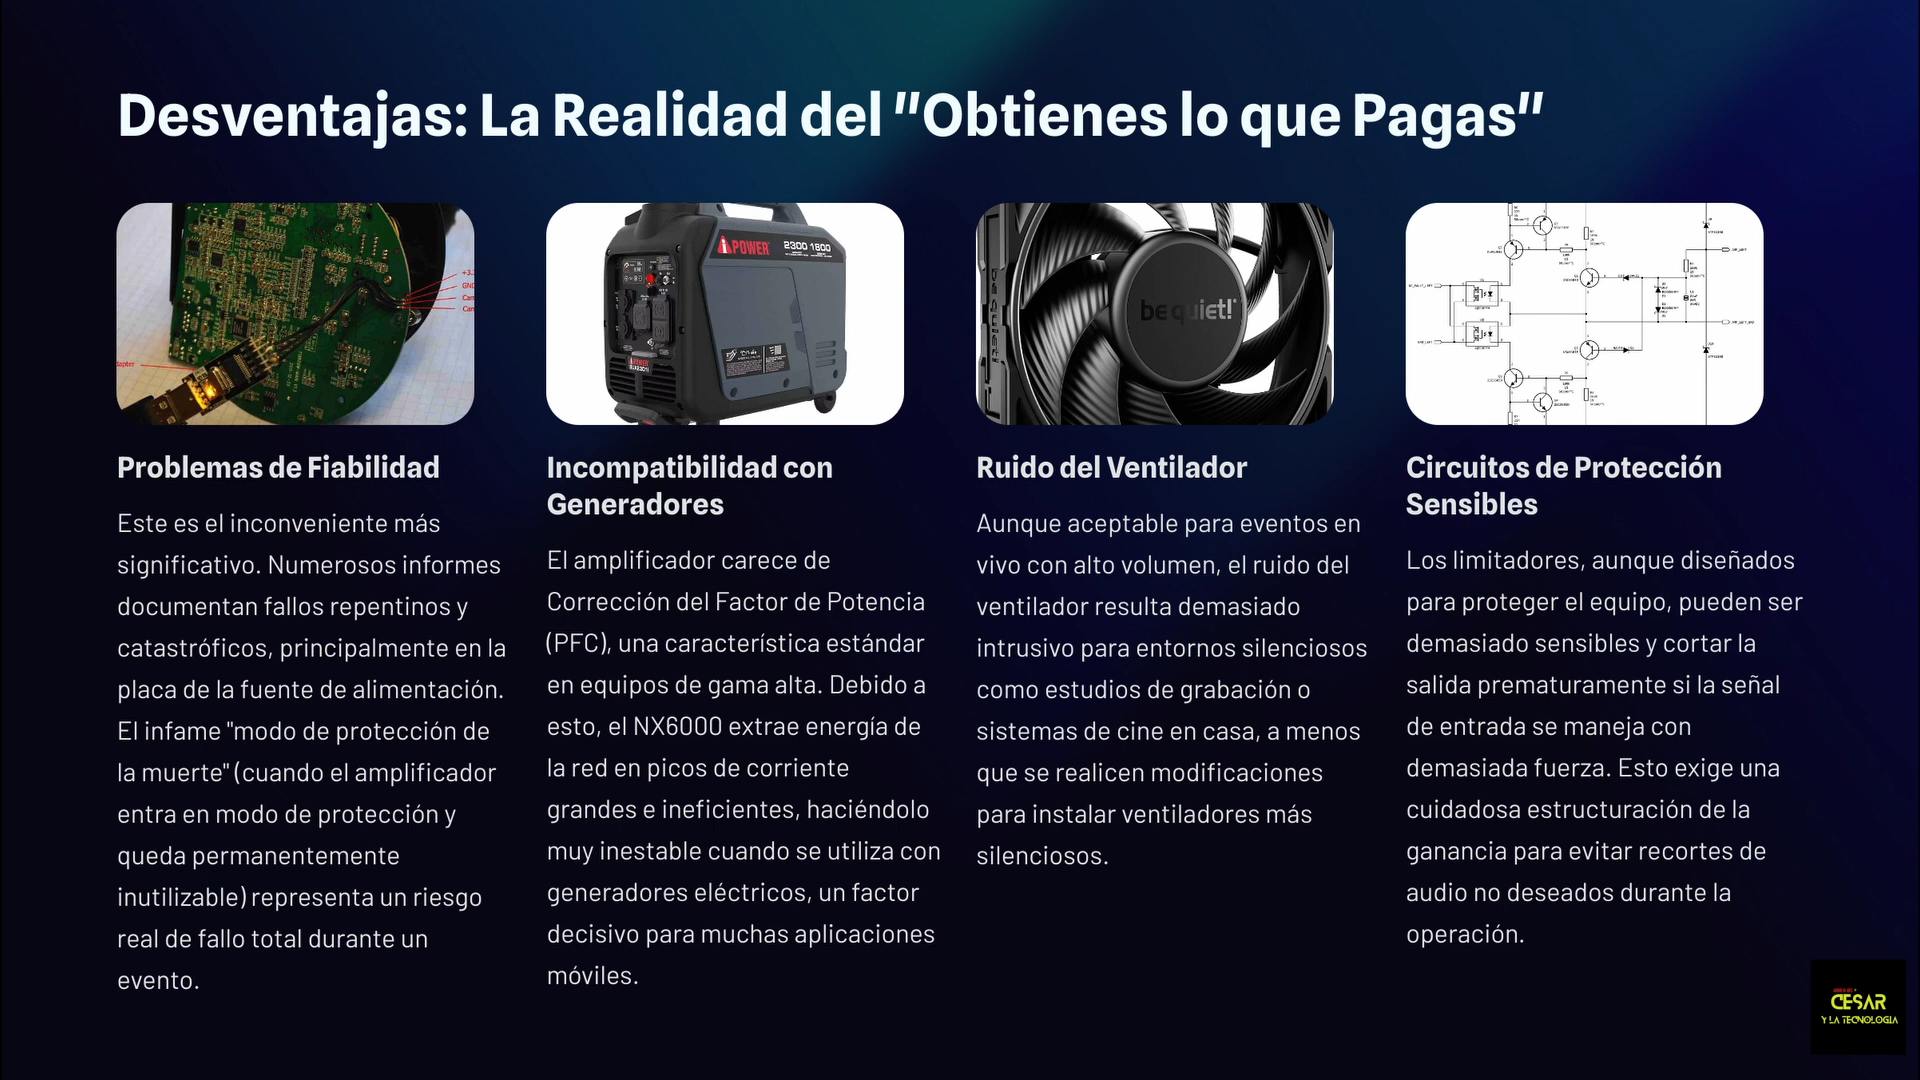 Desventajas: La Realidad del "Obtienes lo que Pagas"
+3.
GND
Can
Can
dapter
iPOWER
2300 1800
be quiet!
be quiet!
Problemas de Fiabilidad
Este es el inconveniente más
significativo. Numerosos informes
documentan fallos repentinos y
catastróficos, principalmente en la
placa de la fuente de alimentación.
El infame "modo de protección de
la muerte" (cuando el amplificador
entra en modo de protección y
queda permanentemente
inutilizable) representa un riesgo
real de fallo total durante un
evento.
Incompatibilidad con
Generadores
El amplificador carece de
Corrección del Factor de Potencia
(PFC), una característica estándar
en equipos de gama alta. Debido a
esto, el NX6000 extrae energía de
la red en picos de corriente
grandes e ineficientes, haciéndolo
muy inestable cuando se utiliza con
generadores eléctricos, un factor
decisivo para muchas aplicaciones
móviles.
Ruido del Ventilador
Aunque aceptable para eventos en
vivo con alto volumen, el ruido del
ventilador resulta demasiado
intrusivo para entornos silenciosos
como estudios de grabación o
sistemas de cine en casa, a menos
que se realicen modificaciones
para instalar ventiladores más
silenciosos.
Circuitos de Protección
Sensibles
Los limitadores, aunque diseñados
para proteger el equipo, pueden ser
demasiado sensibles y cortar la
salida prematuramente si la señal
de entrada se maneja con
demasiada fuerza. Esto exige una
cuidadosa estructuración de la
ganancia para evitar recortes de
audio no deseados durante la
operación.
CESAR
Y LA TECNOLOGIA